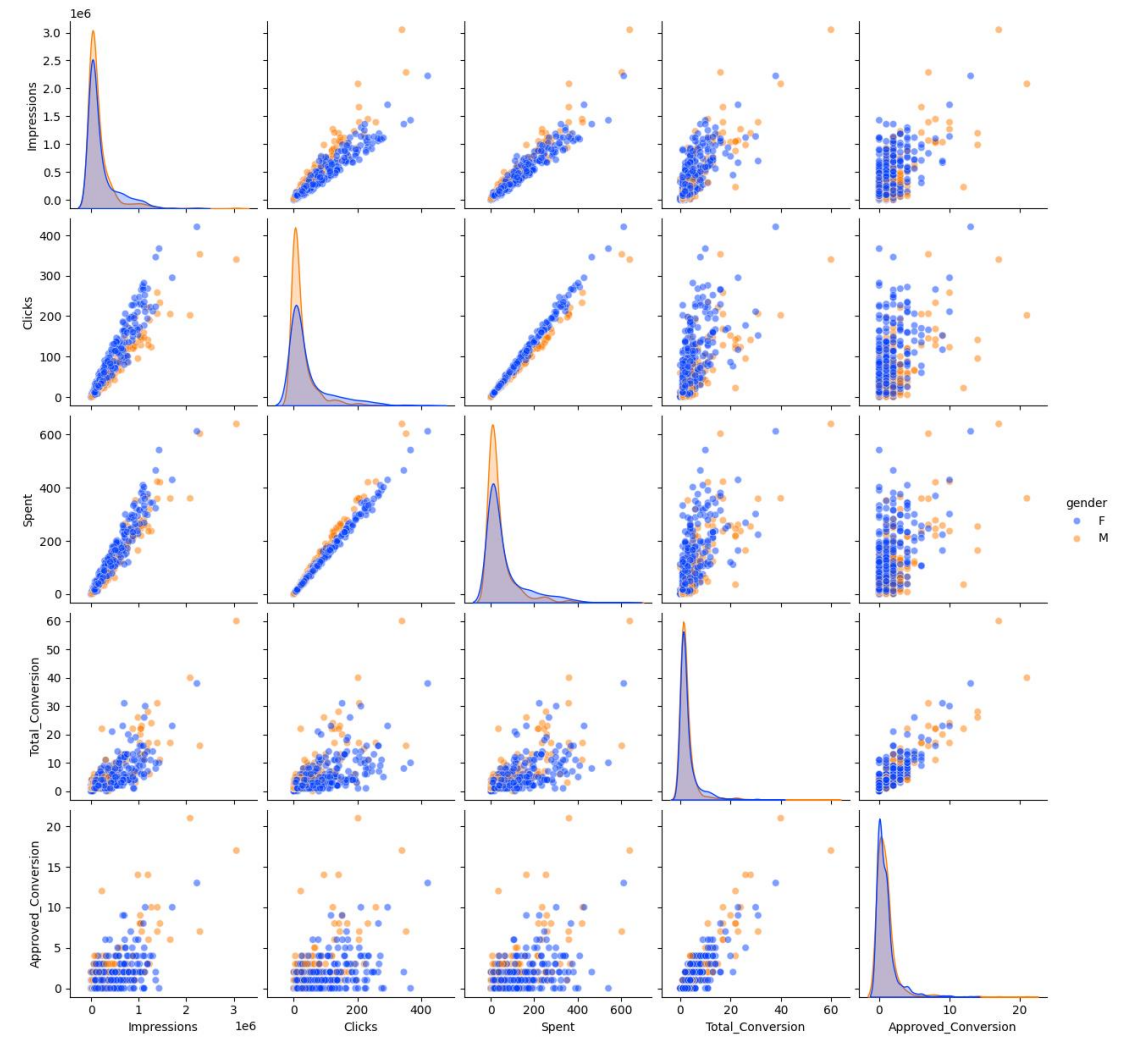 1e6
3.0
2.5
2.0
1.5
1.0
0.5
0.0
Impressions
400
300
200
100
0
Clicks
600
400
200
0
Spent
gender
F
M
60
50
40
30
20
10
0
Total_Conversion
20
15
10
5
0
Approved_Conversion
0 1 2 3
1e6
Impressions
0 200 400
Clicks
0 200 400 600
Spent
0 20 40 60
Total_Conversion
0 10 20
Approved_Conversion